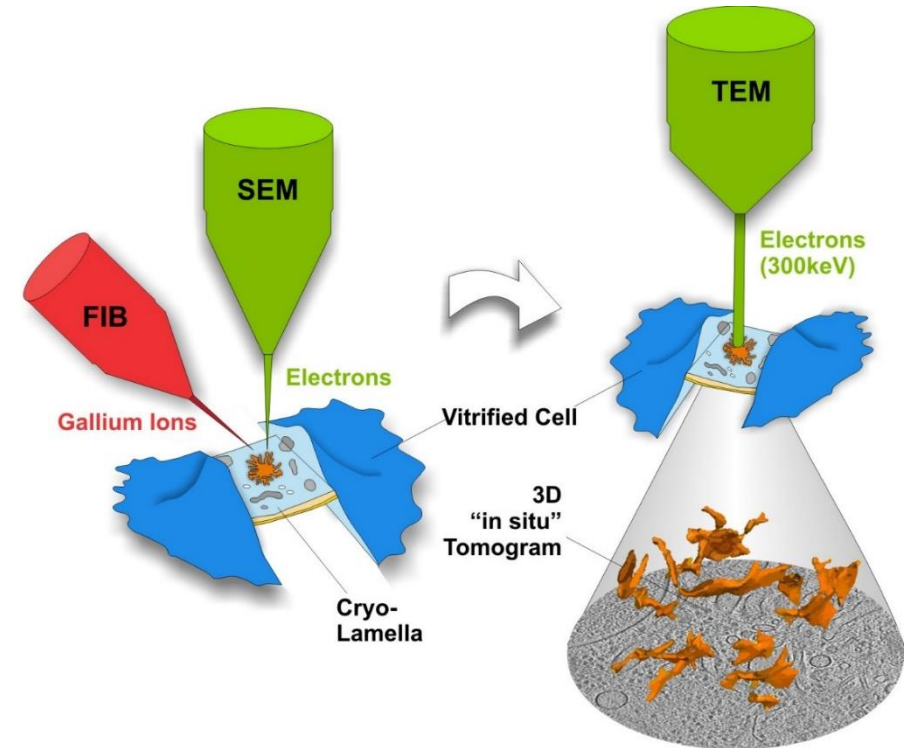 FIB
Gallium Ions
SEM
Electrons
TEM
Electrons
(300keV)
Vitrified Cell
3D
“in situ”
Tomogram
Cryo-
Lamella